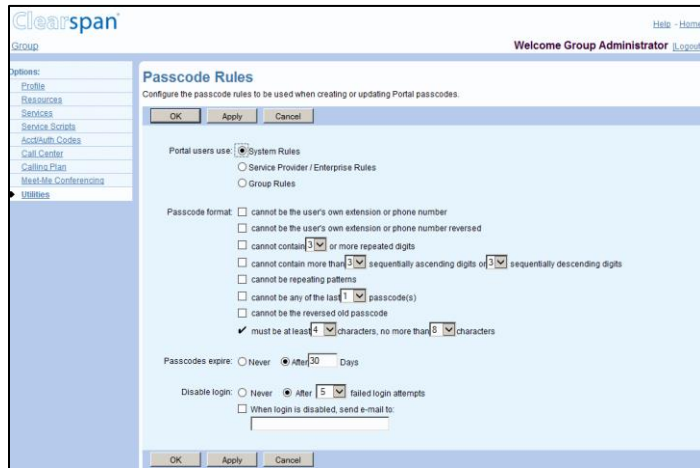 Clearspan
Help - Home
Group
Welcome Group Administrator [Logout
Options:
Profile
Resources
Services
Service Scripts
Acct/Auth Codes
Call Center
Calling Plan
Meet-Me Conferencing
Utilities
Passcode Rules
Configure the passcode rules to be used when creating or updating Portal passcodes.
OK Apply Cancel
Portal users use: System Rules
Service Provider / Enterprise Rules
Group Rules
Passcode format: cannot be the user's own extension or phone number
cannot be the user's own extension or phone number reversed
cannot contain 3 or more repeated digits
cannot contain more than 3 sequentially ascending digits or 3 sequentially descending digits
cannot be repeating patterns
cannot be any of the last 1 passcode(s)
cannot be the reversed old passcode
must be at least 4 characters, no more than 8 characters
Passcodes expire: Never After 30 Days
Disable login: Never After 5 failed login attempts
When login is disabled, send e-mail to:
OK Apply Cancel